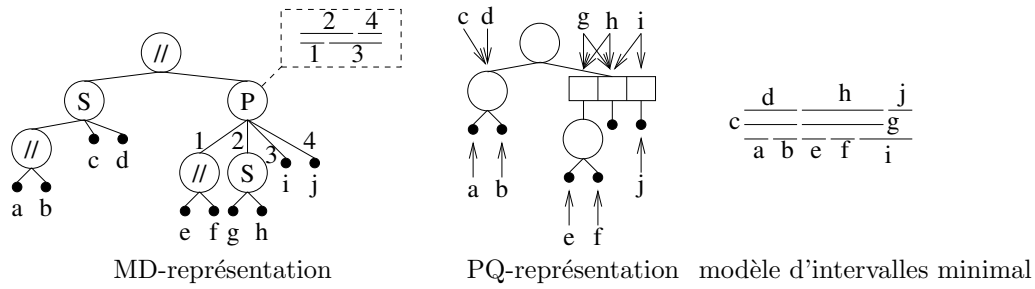 2 4
1 3
//
S
P
//
c
d
a
b
1
2
3
4
//
S
i
j
e
f
g
h
MD-représentation
c
d
g
h
i
a
b
j
e
f
PQ-représentation
d
h
j
c
g
a
b
e
f
i
modèle d'intervalles minimal